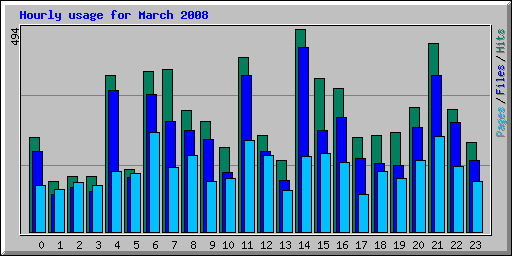 Hourly usage for March 2008
494
Pages/Files/Hits
0 1 2 3 4 5 6 7 8 9 10 11 12 13 14 15 16 17 18 19 20 21 22 23